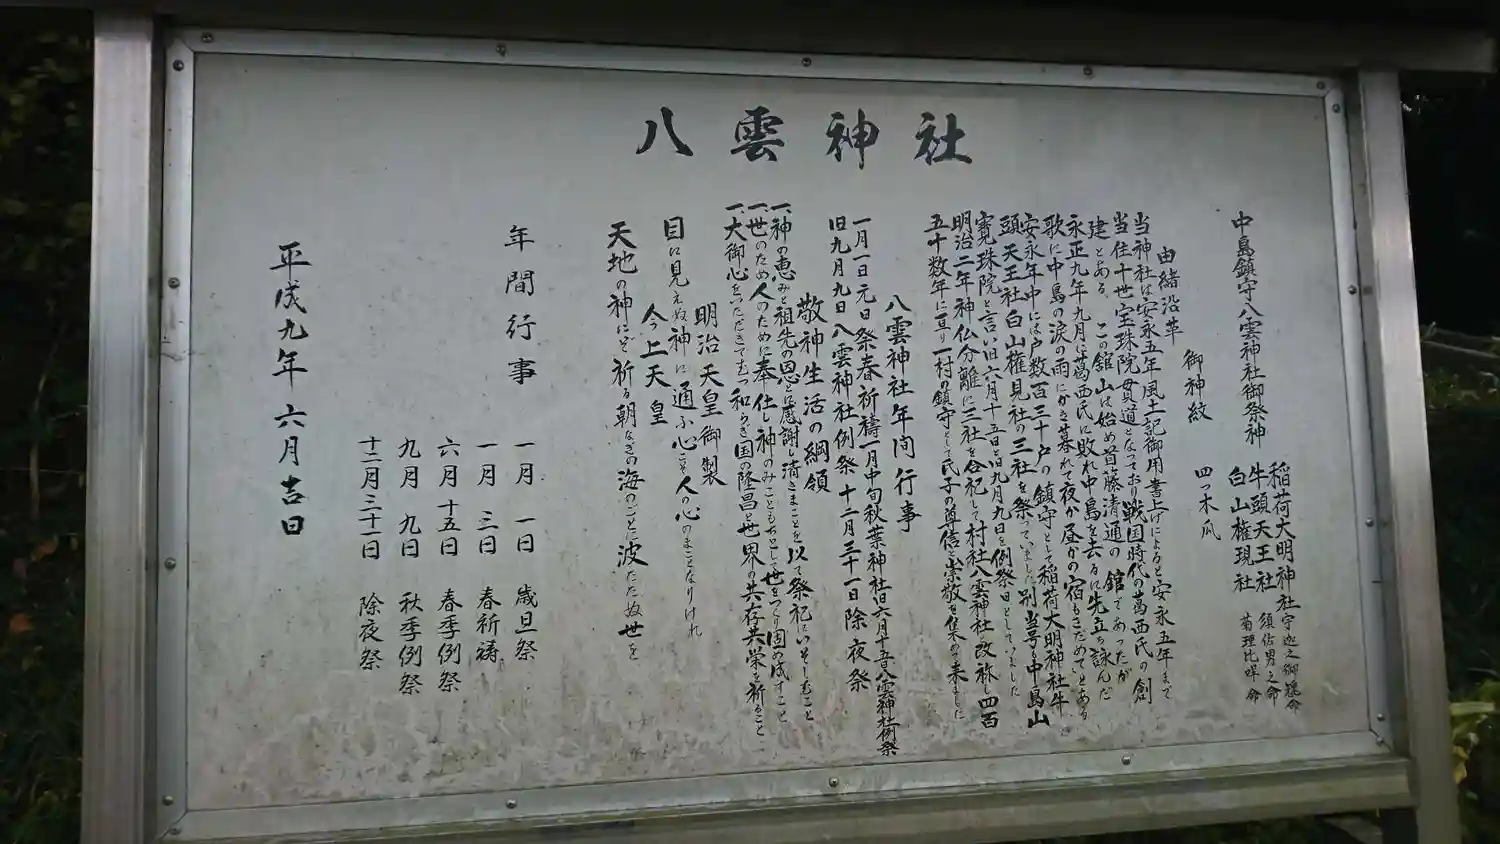 八雲神社
中島鎮守八雲神社御祭神
稲荷大明神社 宇迦之御魂命
牛頭天王社 須佐男之命
白山権現社 菊理比咩命
御神紋 四つ木瓜
由緒沿革
当神社は安永五年風土記御用書上げによると安永五年まで
当住十世宝珠院貫道となっており戦国時代の葛西氏の創
建とある、この舘山は始め首藤清通の舘であったが
永正九年九月に葛西氏に敗れ中島を去るに先立ち詠んだ
歌に中島の涙の雨にかき暮れて夜か昼かの宿もさだめてとある
安永年中には戸数百三十戸の鎮守として稲荷大明神社牛
頭天王社白山権見社の三社を祭っていました別当号を中島山
寳珠院と言い旧六月十五日と旧九月九日を例祭日としていました
明治二年神仏分離に三社を合祀して村社八雲神社と改称し四百
五十数年に亘り一村の鎮守として氏子の尊信と崇敬を集めて来ました
八雲神社年间行事
一月一日元旦祭春祈禱一月中旬秋葉神社旧六月十五日八雲神社例祭
旧九月九日八雲神社例祭十二月三十一日除夜祭
敬神生活の綱領
一、神の恵みと祖先の恩とに感謝し清きまことを以て祭祀にいそしむこと
一、世のため人のために奉仕し神のみこともちとして世をつくり固め成すこと
一、大御心をいただきてむつび和らぎ国の隆昌と世界の共存共栄を祈ること
明治天皇御製
目に見えぬ神に通ふ心こそ人の心のまことなりけれ
今上天皇
天地の神にぞ祈る朝なぎの海のごとに波たたぬ世を
年間行事
一月一日 歳旦祭
一月三日 春祈祷
六月十五日 春季例祭
九月九日 秋季例祭
十二月三十一日 除夜祭
平成九年六月吉日